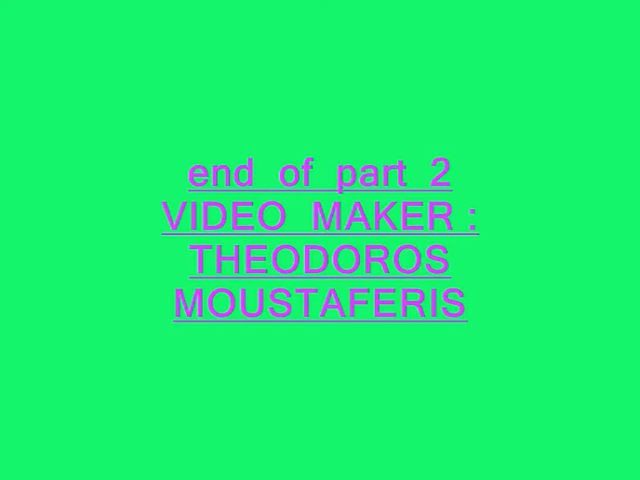 end of part 2
VIDEO MAKER :
THEODOROS
MOUSTAFERIS